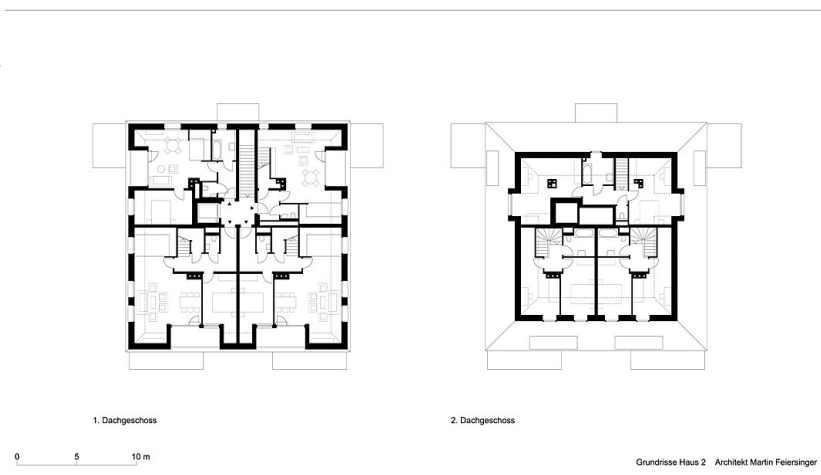 1. Dachgeschoss
2. Dachgeschoss
0 5 10 m
Grundrisse Haus 2 Architekt Martin Feiersinger